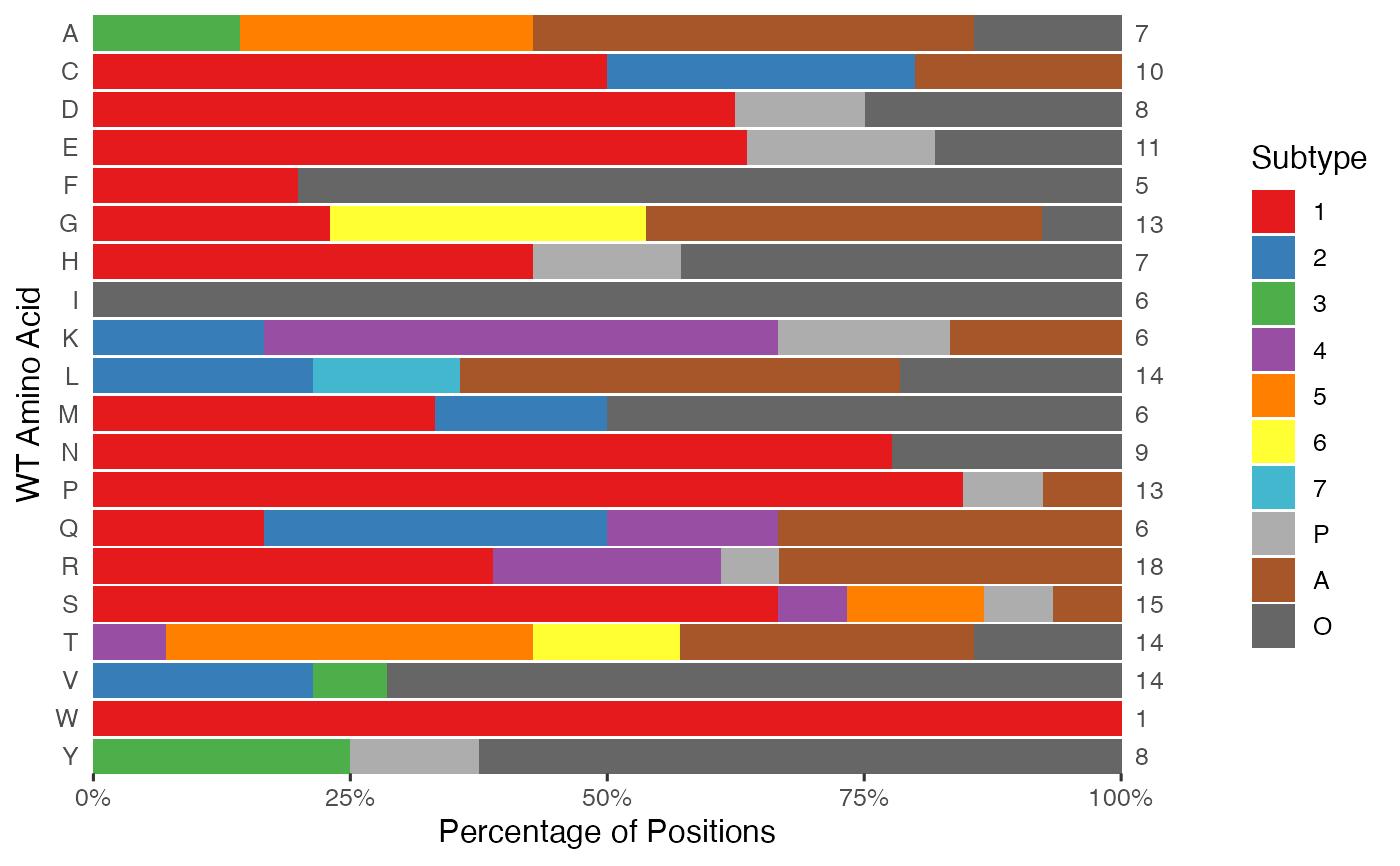 WT Amino Acid
A 7
C 10
D 8
E 11
F 5
G 13
H 7
I 6
K 6
L 14
M 6
N 9
P 13
Q 6
R 18
S 15
T 14
V 14
W 1
Y 8
0% 25% 50% 75% 100%
Percentage of Positions
Subtype
1
2
3
4
5
6
7
P
A
O